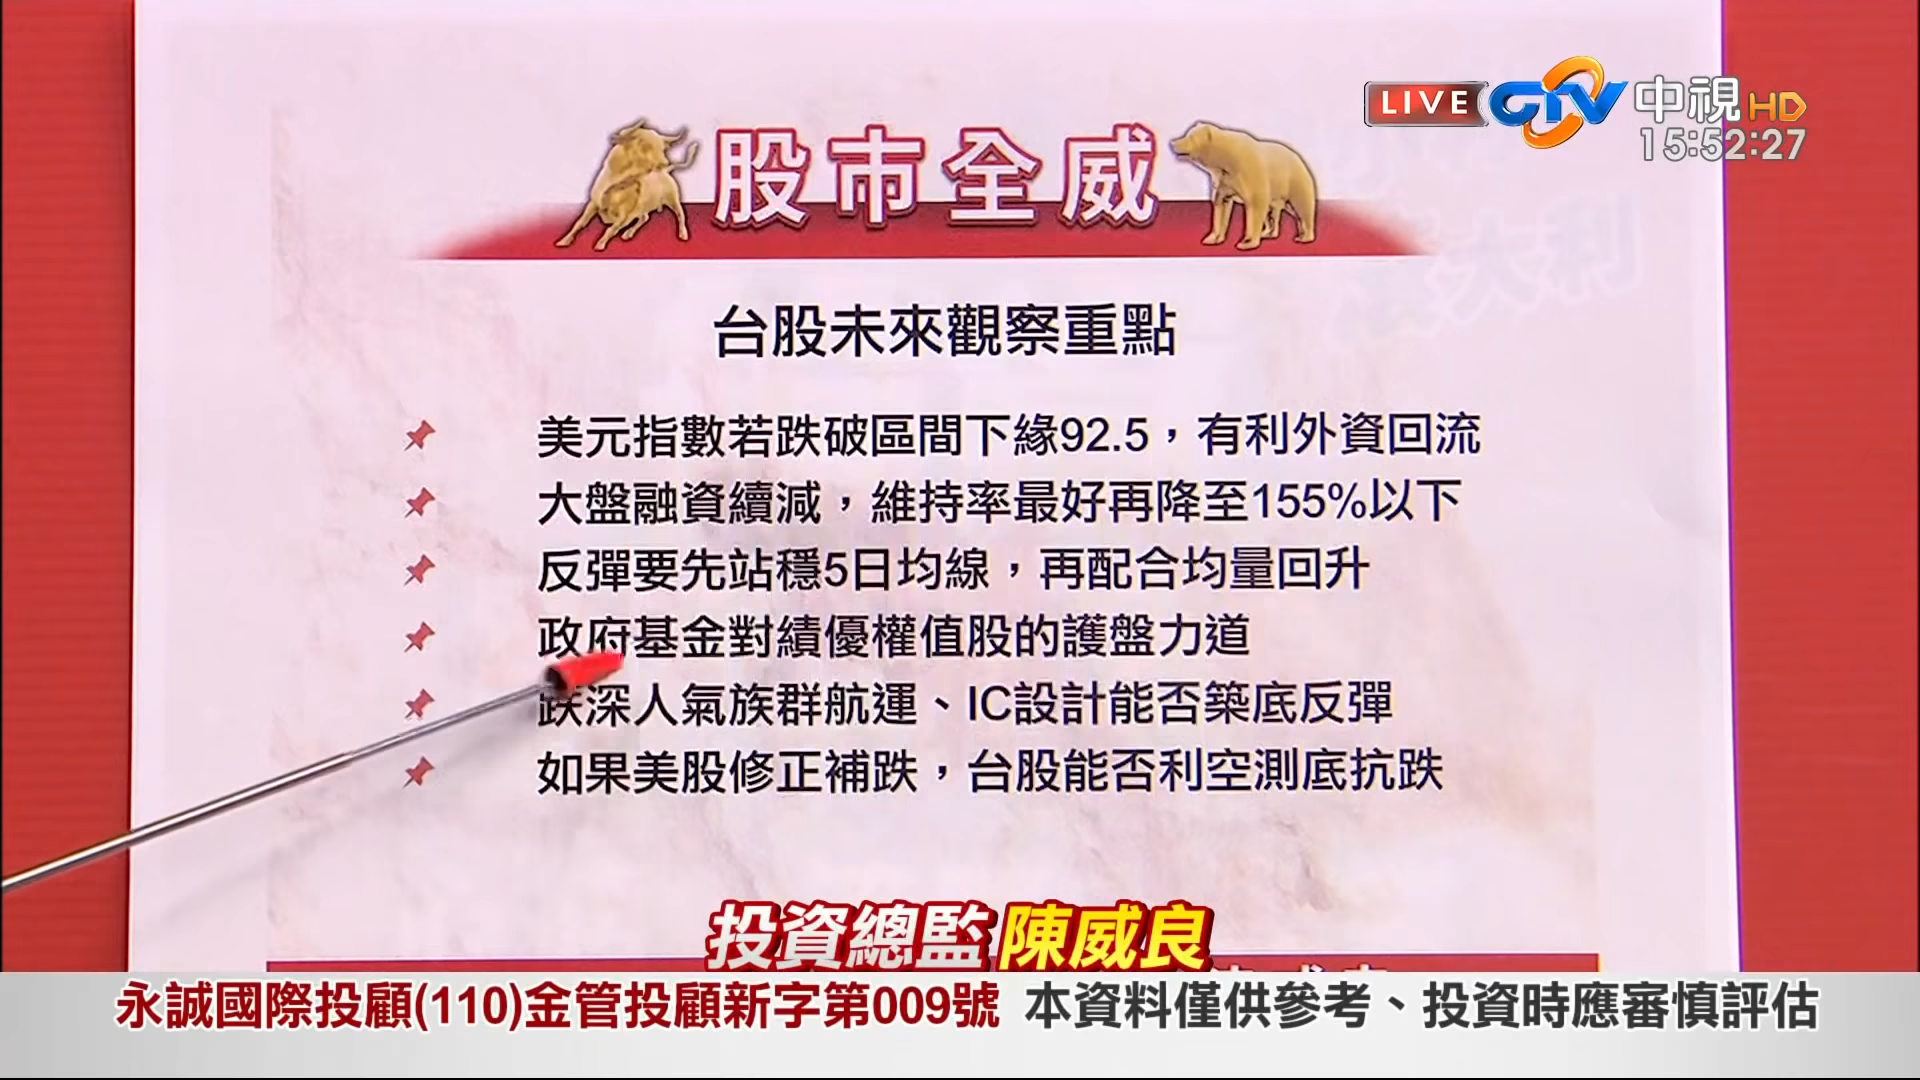 LIVE CTV 中視HD
15:52:27
股市全威
台股未來觀察重點
美元指數若跌破區間下緣92.5，有利外資回流
大盤融資續減，維持率最好再降至155%以下
反彈要先站穩5日均線，再配合均量回升
政府基金對績優權值股的護盤力道
跌深人氣族群航運、IC設計能否築底反彈
如果美股修正補跌，台股能否利空測底抗跌
投資總監 陳威良
永誠國際投顧(110)金管投顧新字第009號 本資料僅供參考、投資時應審慎評估